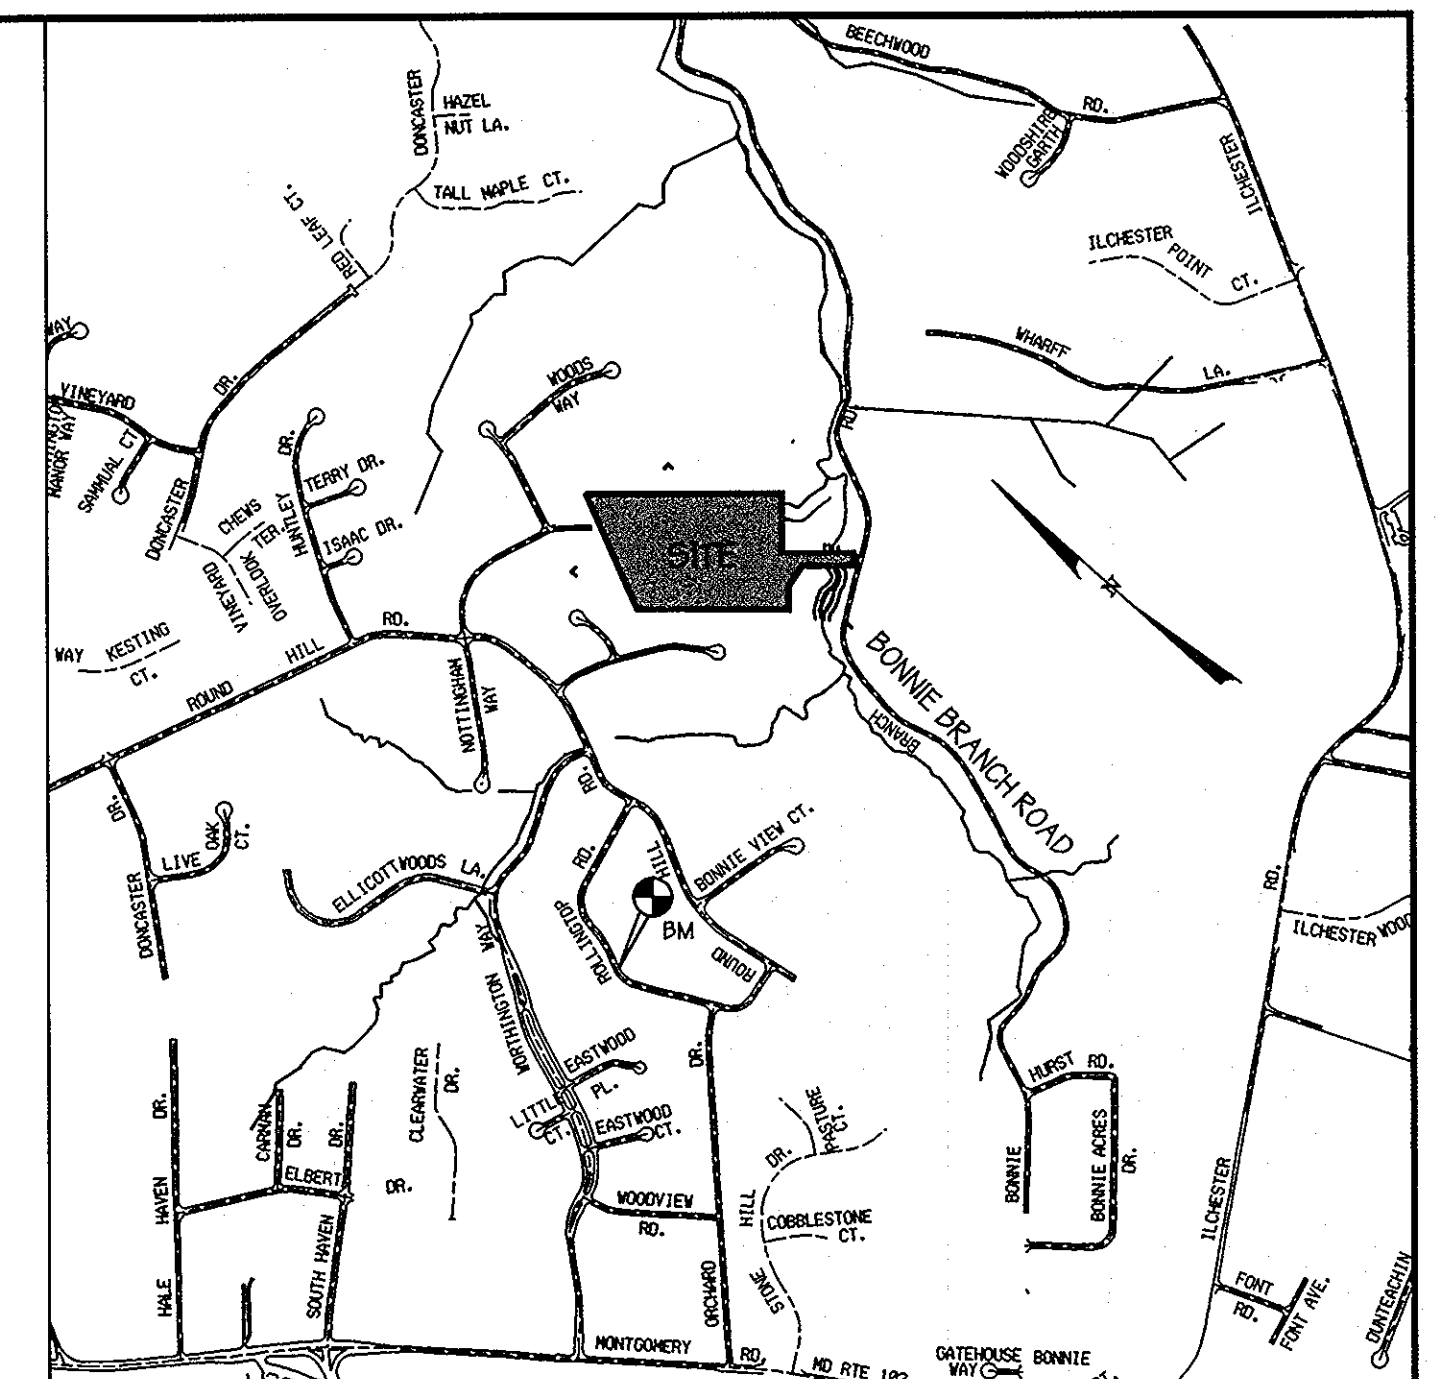 BEECHWOOD
RD.
DONCASTER
HAZEL
NUT LA.
WOODSHIRE
GARTH
ILCHESTER
TALL MAPLE CT.
RED LEAF CT.
ILCHESTER
POINT
CT.
WAY
WHARFF
LA.
DR.
WOODS
WAY
VINEYARD
MANOR WAY
SAMMUAL CT
DR.
TERRY DR.
RD
DONCASTER
CHEWS
TER.
HUNTLEY
ISAAC DR.
SITE
VINEYARD
OVERLOOK
WAY
KESTING
CT.
HILL
RD.
ROUND
NOTTINGHAM
WAY
BONNIE BRANCH ROAD
BRANCH
DR.
LIVE
OAK
CT.
RD.
RD.
HILL
BONNIE VIEW CT.
ELLICOTTWOODS
LA.
DONCASTER
WAY
ROLLINGTOP
BM
ROUND
RD.
ILCHESTER WOOD
WORTHINGTON
EASTWOOD
PL.
DR.
HURST
RD.
CLEARWATER
DR.
LITTLE
CT.
EASTWOOD
CT.
PASTURE
CT.
DR.
DR.
HAVEN
HALE
CARMAN
DR.
DR.
ELBERT
DR.
SOUTH HAVEN
WOODVIEW
RD.
HILL
COBBLESTONE
CT.
STONE
ORCHARD
BONNIE
BONNIE ACRES
DR.
ILCHESTER
FONT
RD.
FONT AVE.
DUNTEACHIN
MONTGOMERY
RD.
MD RTE 103
GATEHOUSE
WAY
BONNIE